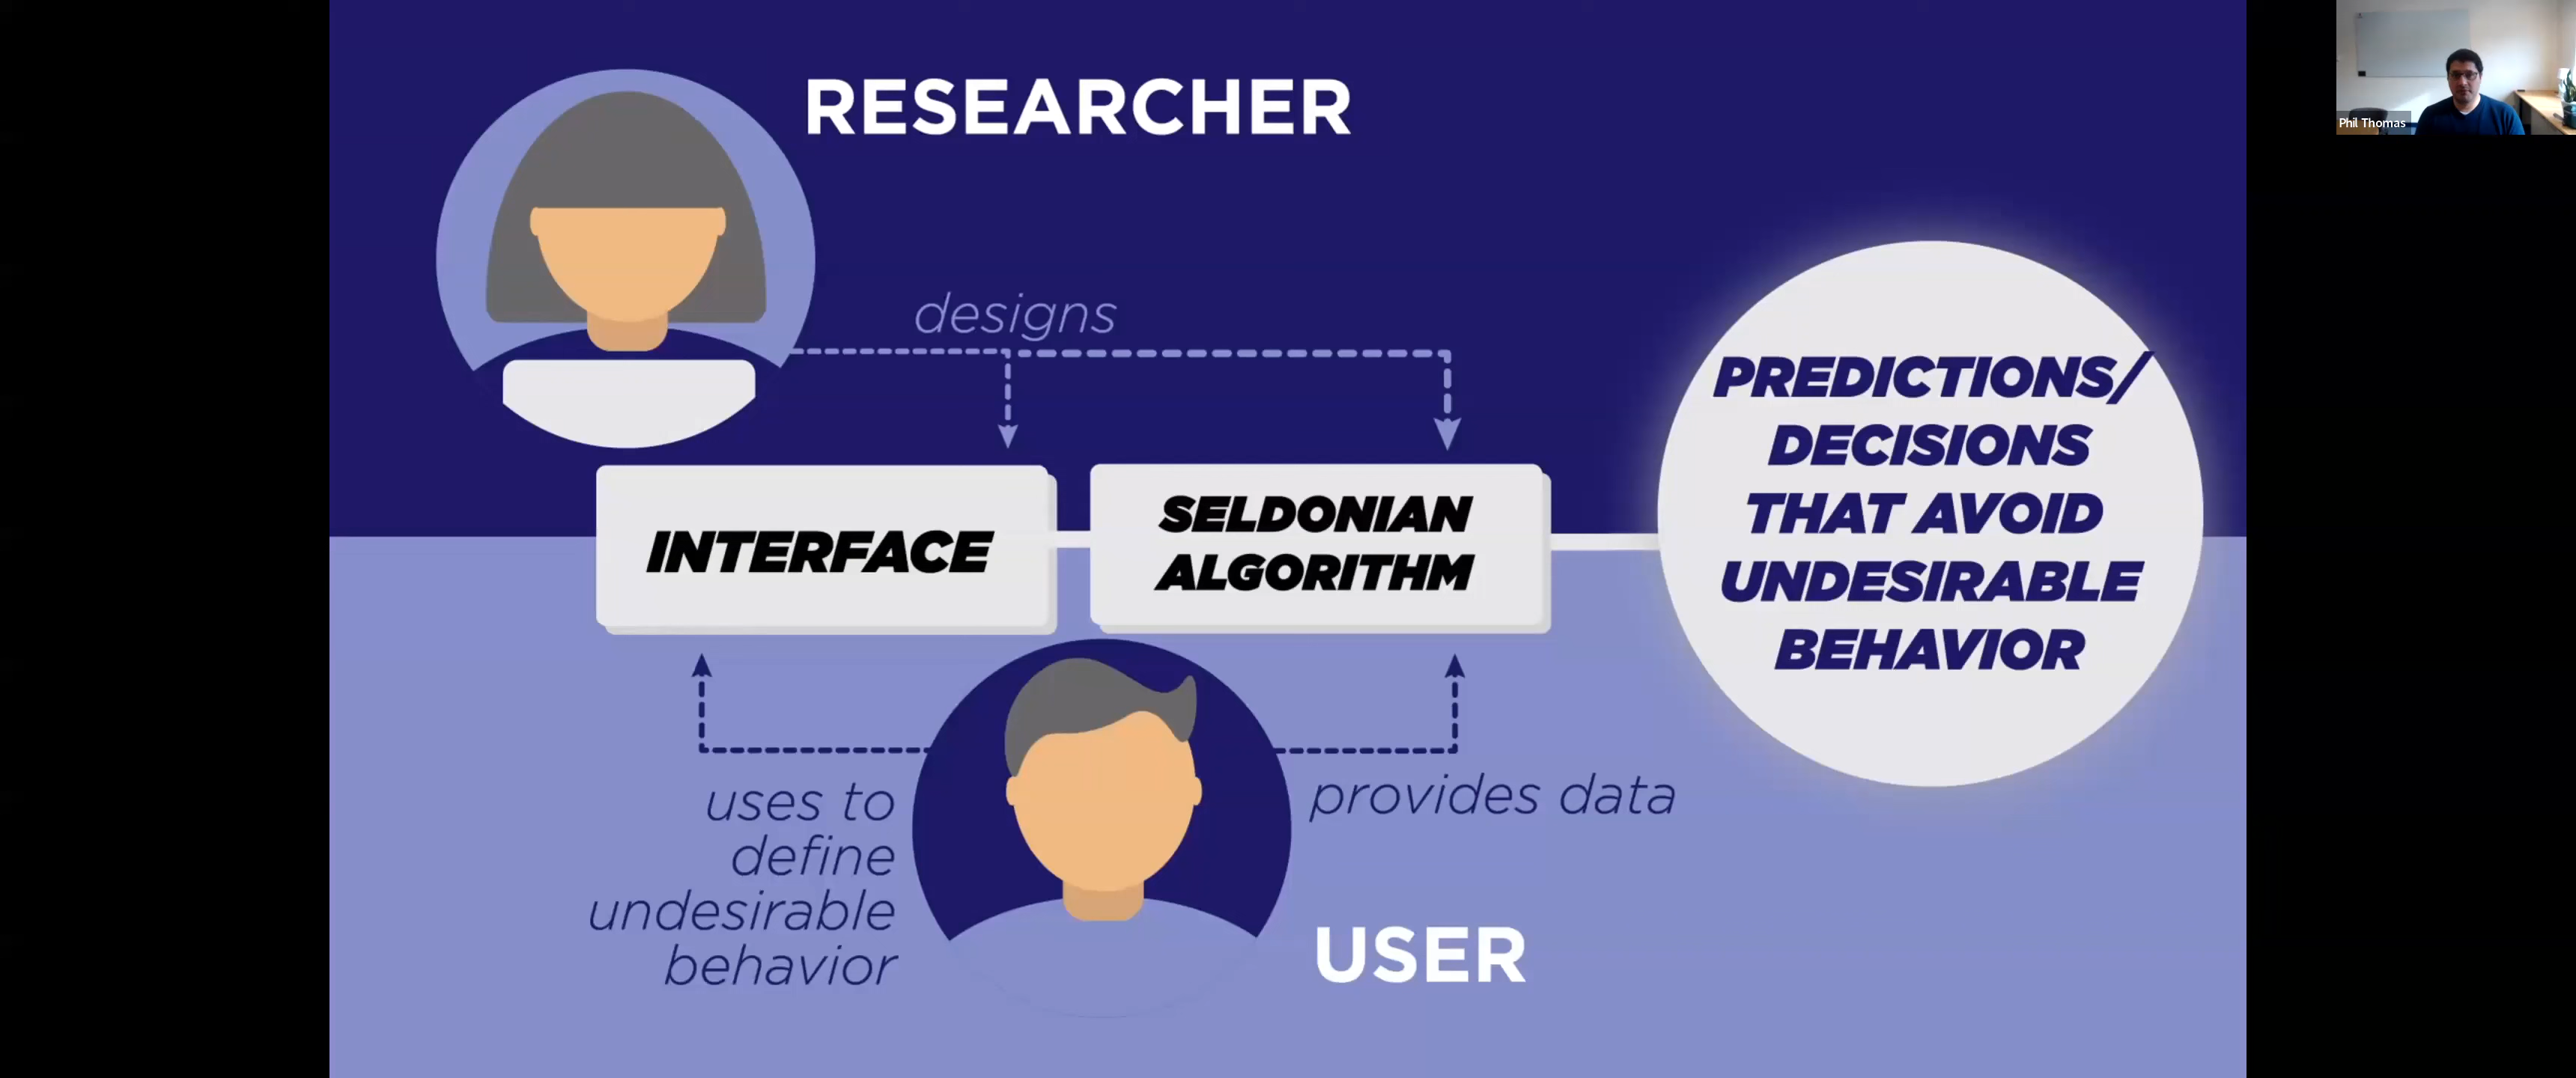 RESEARCHER
Phil Thomas
designs
PREDICTIONS/
DECISIONS
THAT AVOID
UNDESIRABLE
BEHAVIOR
INTERFACE
SELDONIAN
ALGORITHM
uses to
define
undesirable
behavior
provides data
USER